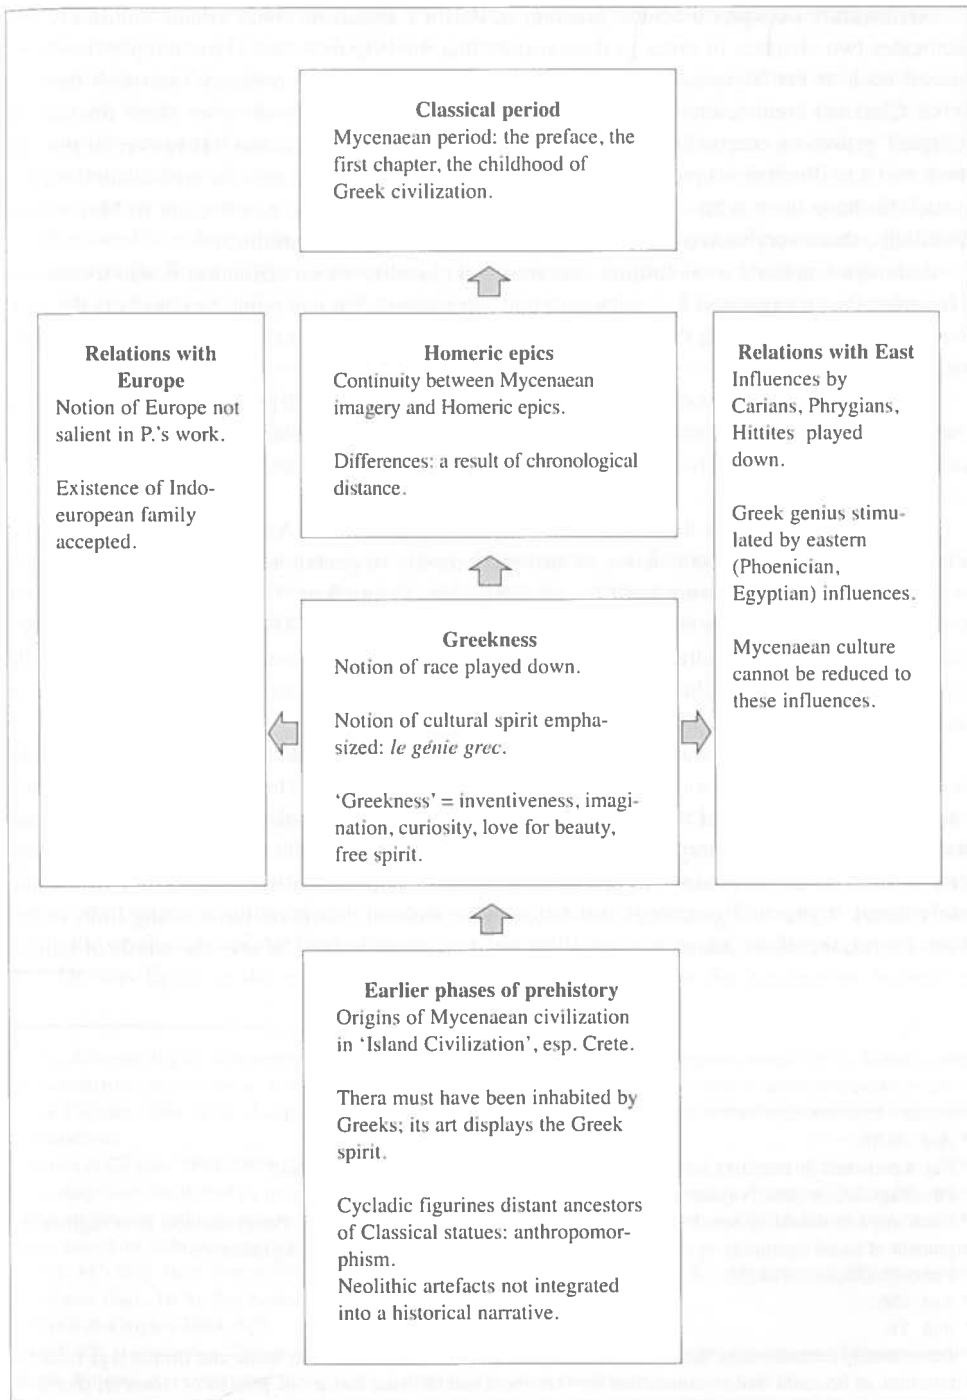 Classical period
Mycenaean period: the preface, the
first chapter, the childhood of
Greek civilization.
Relations with
Europe
Notion of Europe not
salient in P.'s work.
Existence of Indo-
european family
accepted.
Homeric epics
Continuity between Mycenaean
imagery and Homeric epics.
Differences: a result of chronological
distance.
Relations with East
Influences by
Carians, Phrygians,
Hittites played
down.
Greek genius stimu-
lated by eastern
(Phoenician,
Egyptian) influences.
Mycenaean culture
cannot be reduced to
these influences.
Greekness
Notion of race played down.
Notion of cultural spirit empha-
sized: le génie grec.
‘Greekness’ = inventiveness, imagi-
nation, curiosity, love for beauty,
free spirit.
Earlier phases of prehistory
Origins of Mycenaean civilization
in ‘Island Civilization’, esp. Crete.
Thera must have been inhabited by
Greeks; its art displays the Greek
spirit.
Cycladic figurines distant ancestors
of Classical statues: anthropomor-
phism.
Neolithic artefacts not integrated
into a historical narrative.